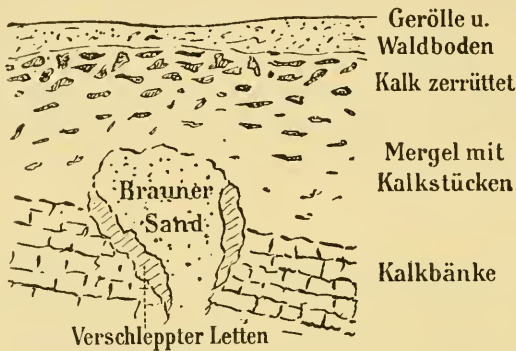 Gerölle u.
Waldboden
Kalk zerrüttet
Mergel mit
Kalkstücken
Brauner
Sand
Kalkbänke
Verschleppter Letten